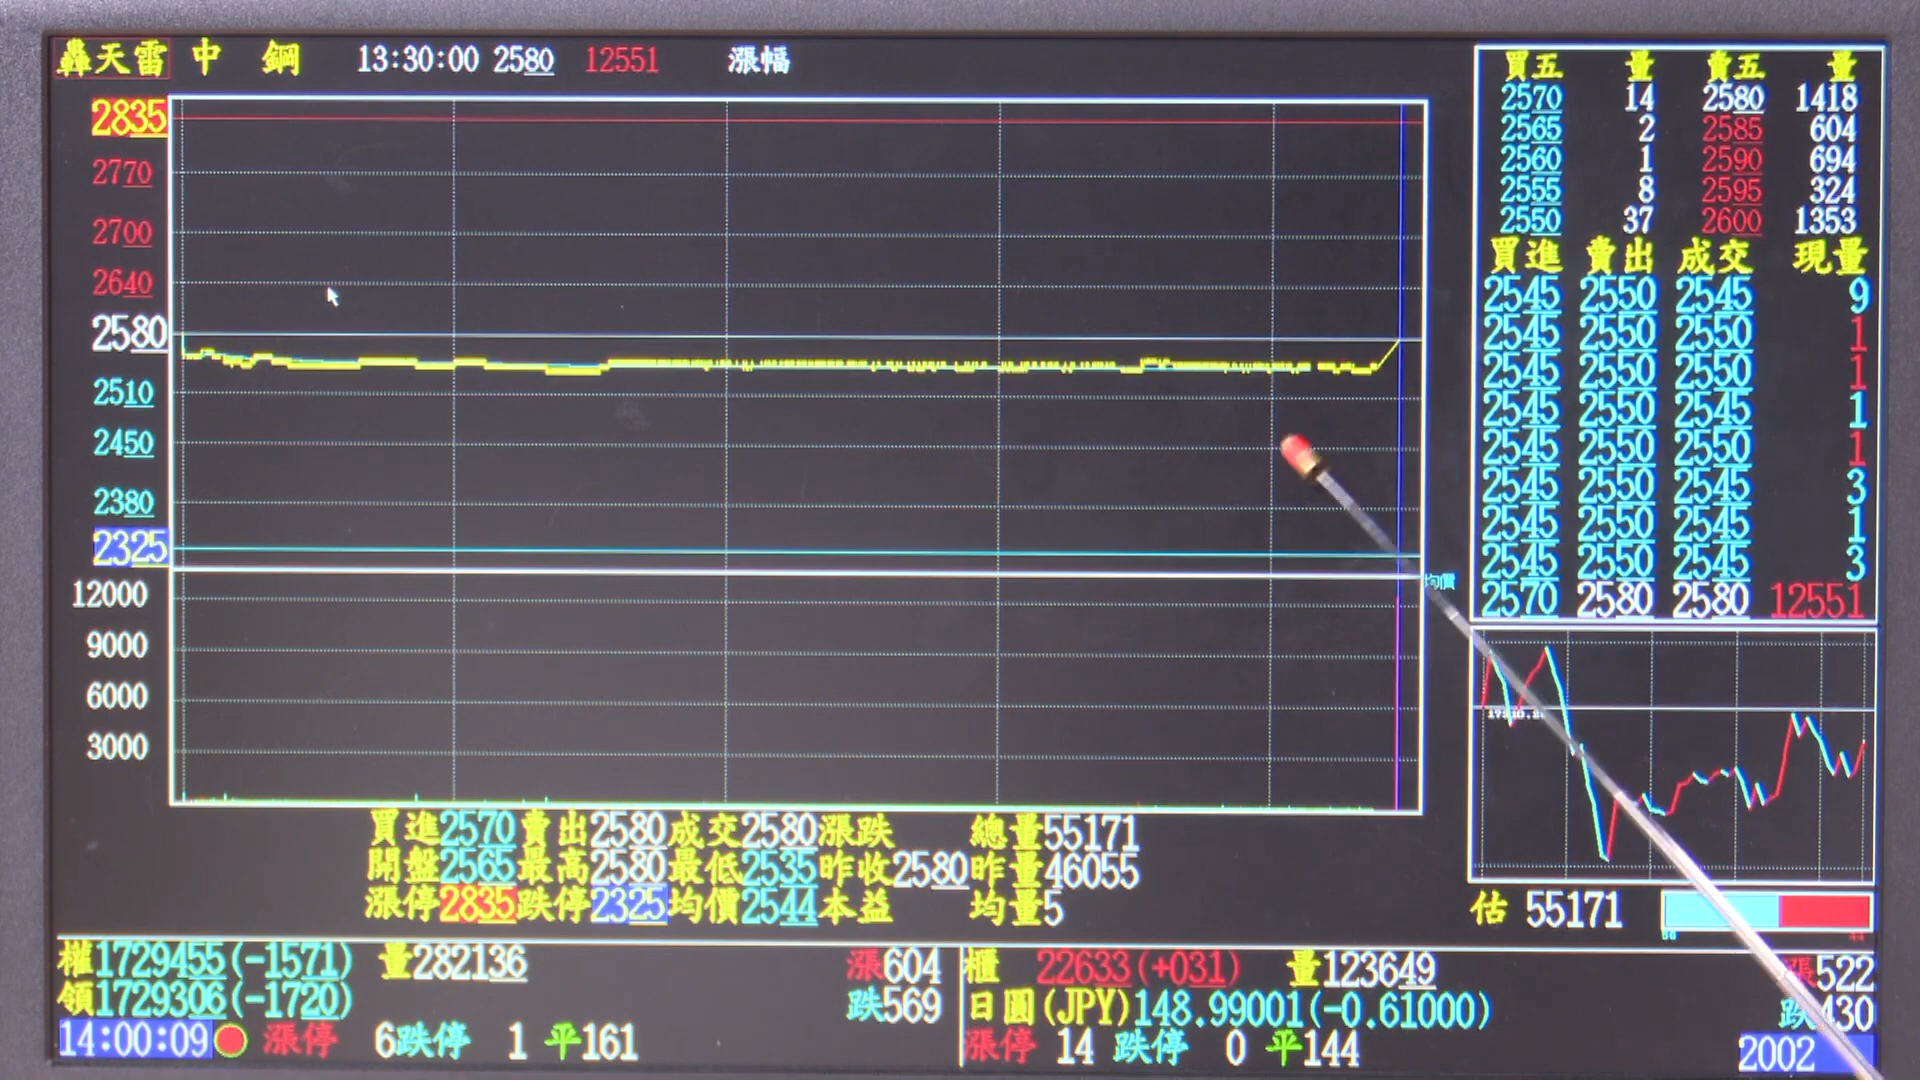 轟天雷 中 鋼 13:30:00 2580 12551 漲幅
2835
2770
2700
2640
2580
2510
2450
2380
2325
12000
9000
6000
3000
均價
買五 量 賣五 量
2570 14 2580 1418
2565 2 2585 604
2560 1 2590 694
2555 8 2595 324
2550 37 2600 1353
買進 賣出 成交 現量
2545 2550 2545 9
2545 2550 2545 1
2545 2550 2545 1
2545 2550 2545 1
2545 2550 2545 1
2545 2550 2545 3
2545 2550 2545 1
2545 2550 2545 3
2570 2580 2580 12551
估 55171
買進2570賣出2580成交2580漲跌 總量55171
開盤2565最高2580最低2535昨收2580昨量46055
漲停2835跌停2325均價2544本益 均量5
權1729455(-1571) 量282136 漲604
領1729306(-1720) 跌569
14:00:09 漲停 6跌停 1 平161
櫃 22633(+031) 量123649 漲522
日圓(JPY)148.99001(-0.61000) 跌430
漲停 14 跌停 0 平144 2002